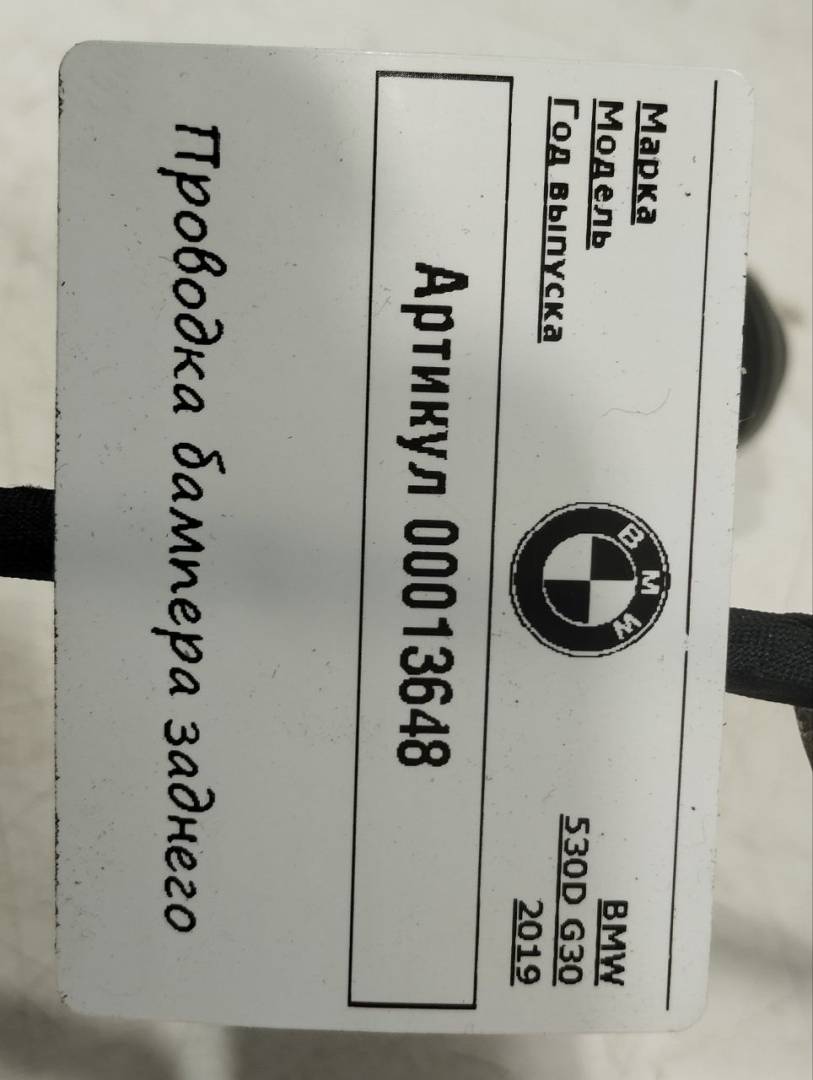 Марка BMW
Модель 530D G30
Год выпуска 2019
BMW
Артикул 00013648
Проводка бампера заднего